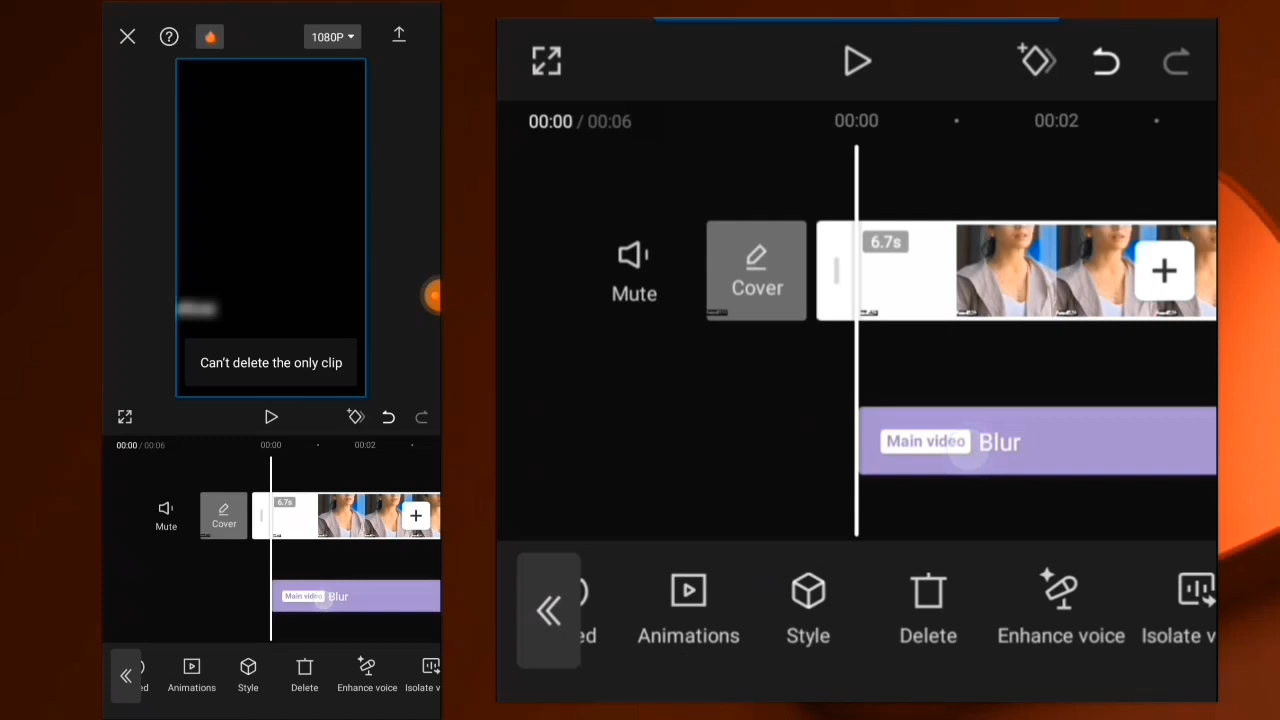 1080P
Can't delete the only clip
00:00 / 00:06
00:00
00:02
Mute
Cover
6.7s
Main video
Blur
ed
Animations
Style
Delete
Enhance voice
Isolate v
00:00 / 00:06
00:00
00:02
Mute
Cover
6.7s
Main video
Blur
ed
Animations
Style
Delete
Enhance voice
Isolate v